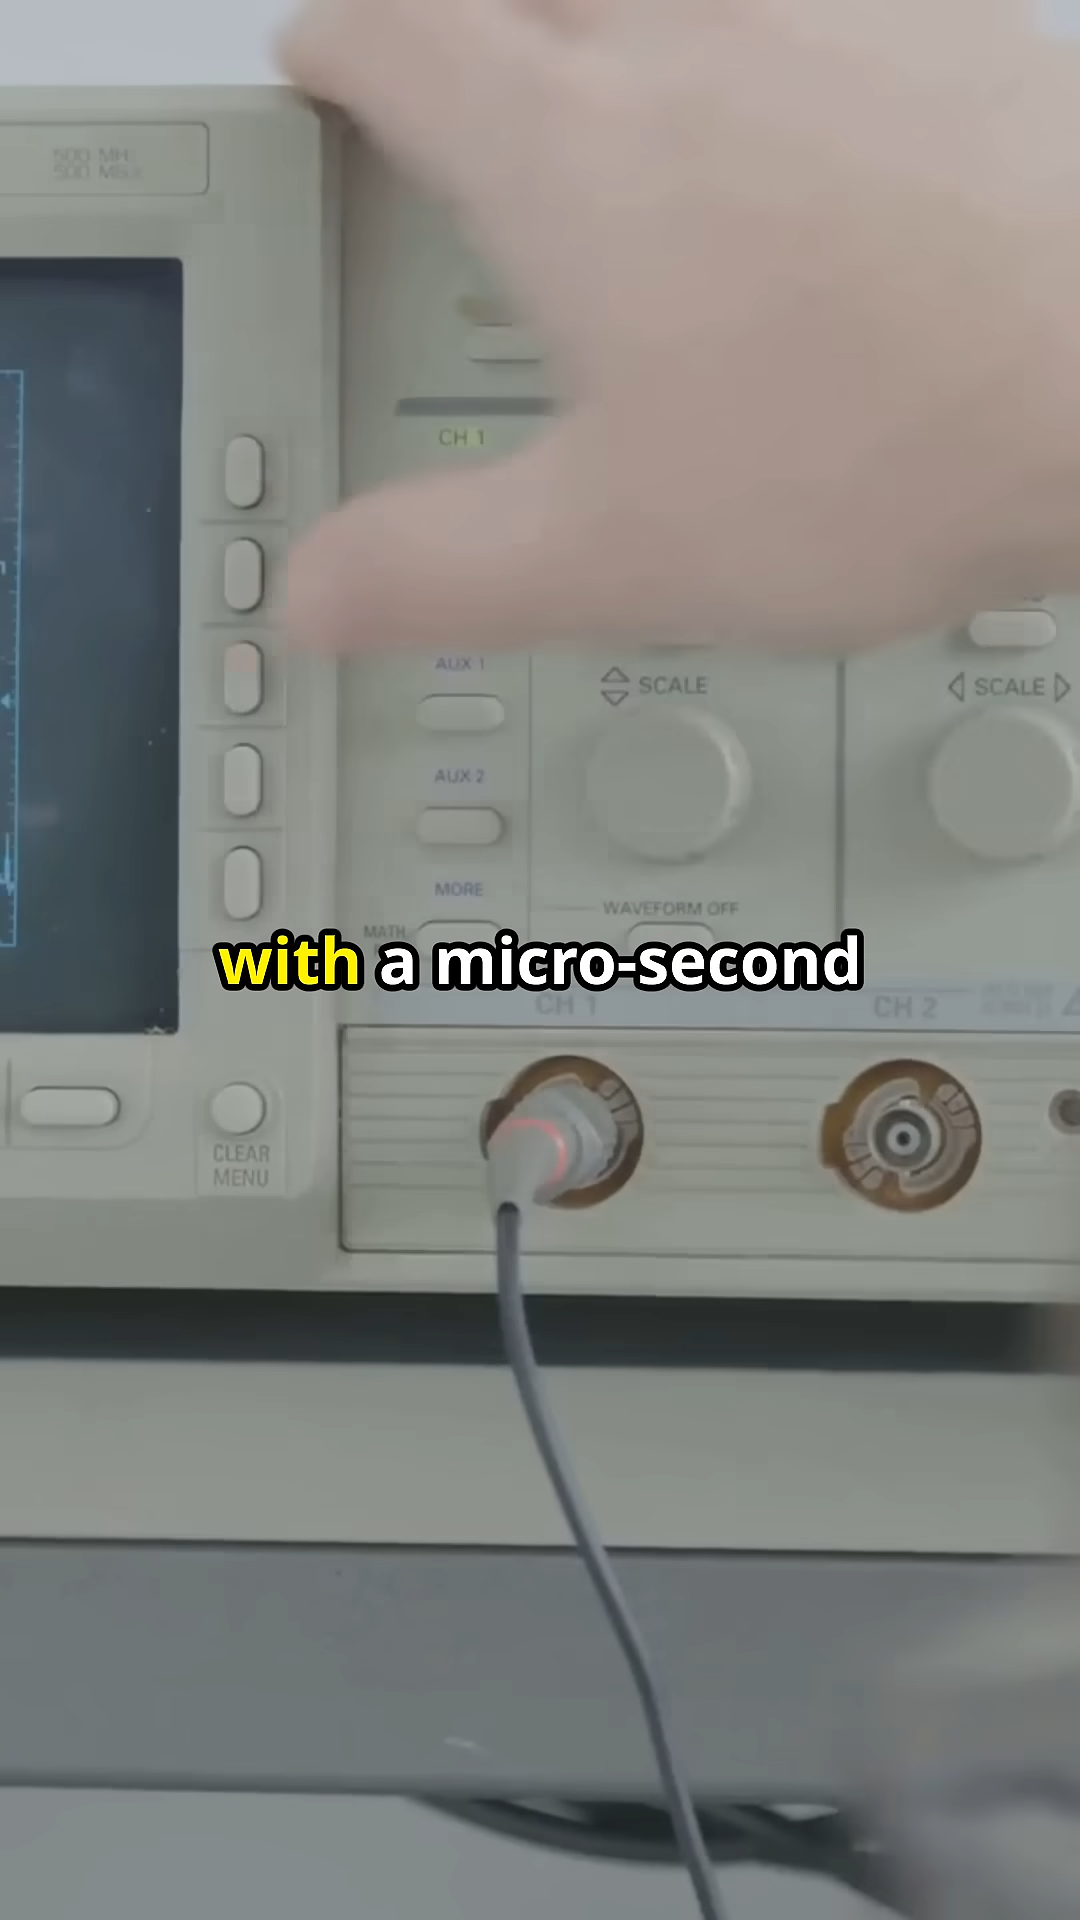 500 MHz
CH 1
AUX 1
SCALE
SCALE
AUX 2
MORE
WAVEFORM OFF
MATH
with a micro-second
CH 1
CH 2
CLEAR
MENU